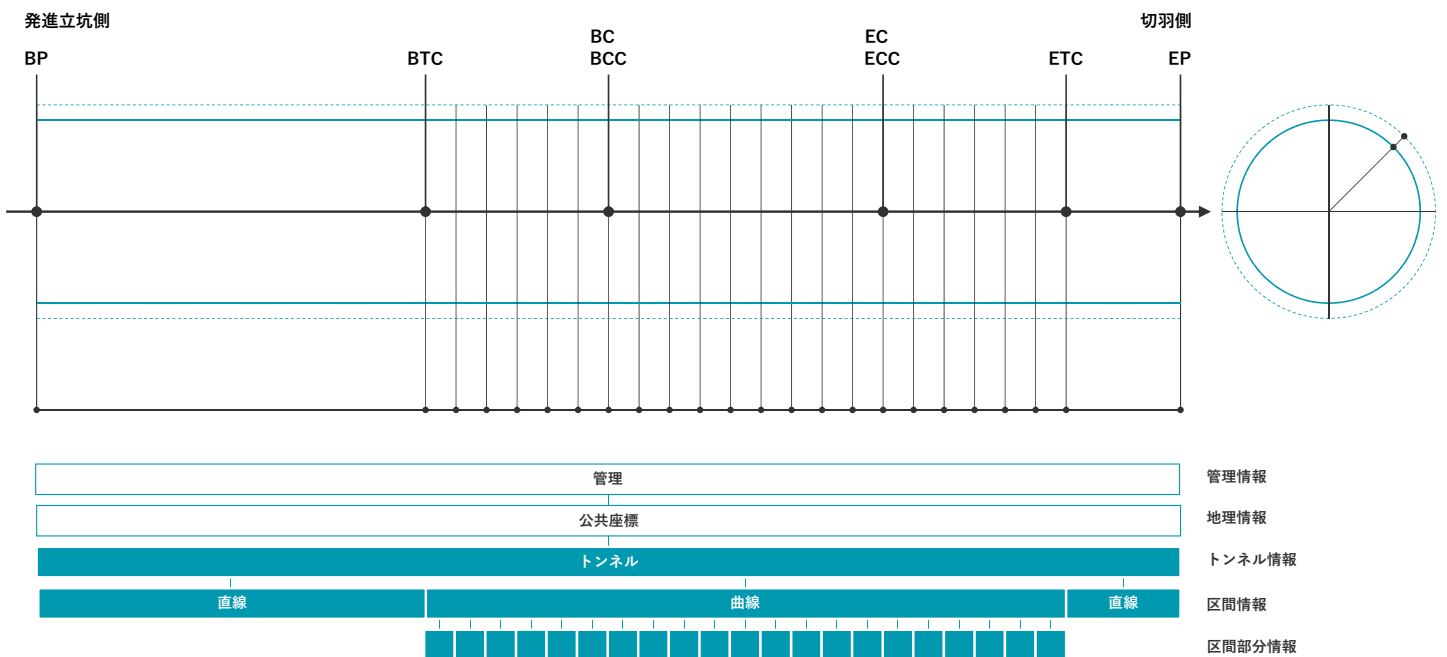 発進立坑側
切羽側
BC
EC
BP
BTC
BCC
ECC
ETC
EP
管理
管理情報
公共座標
地理情報
トンネル
トンネル情報
直線
曲線
直線
区間情報
区間部分情報